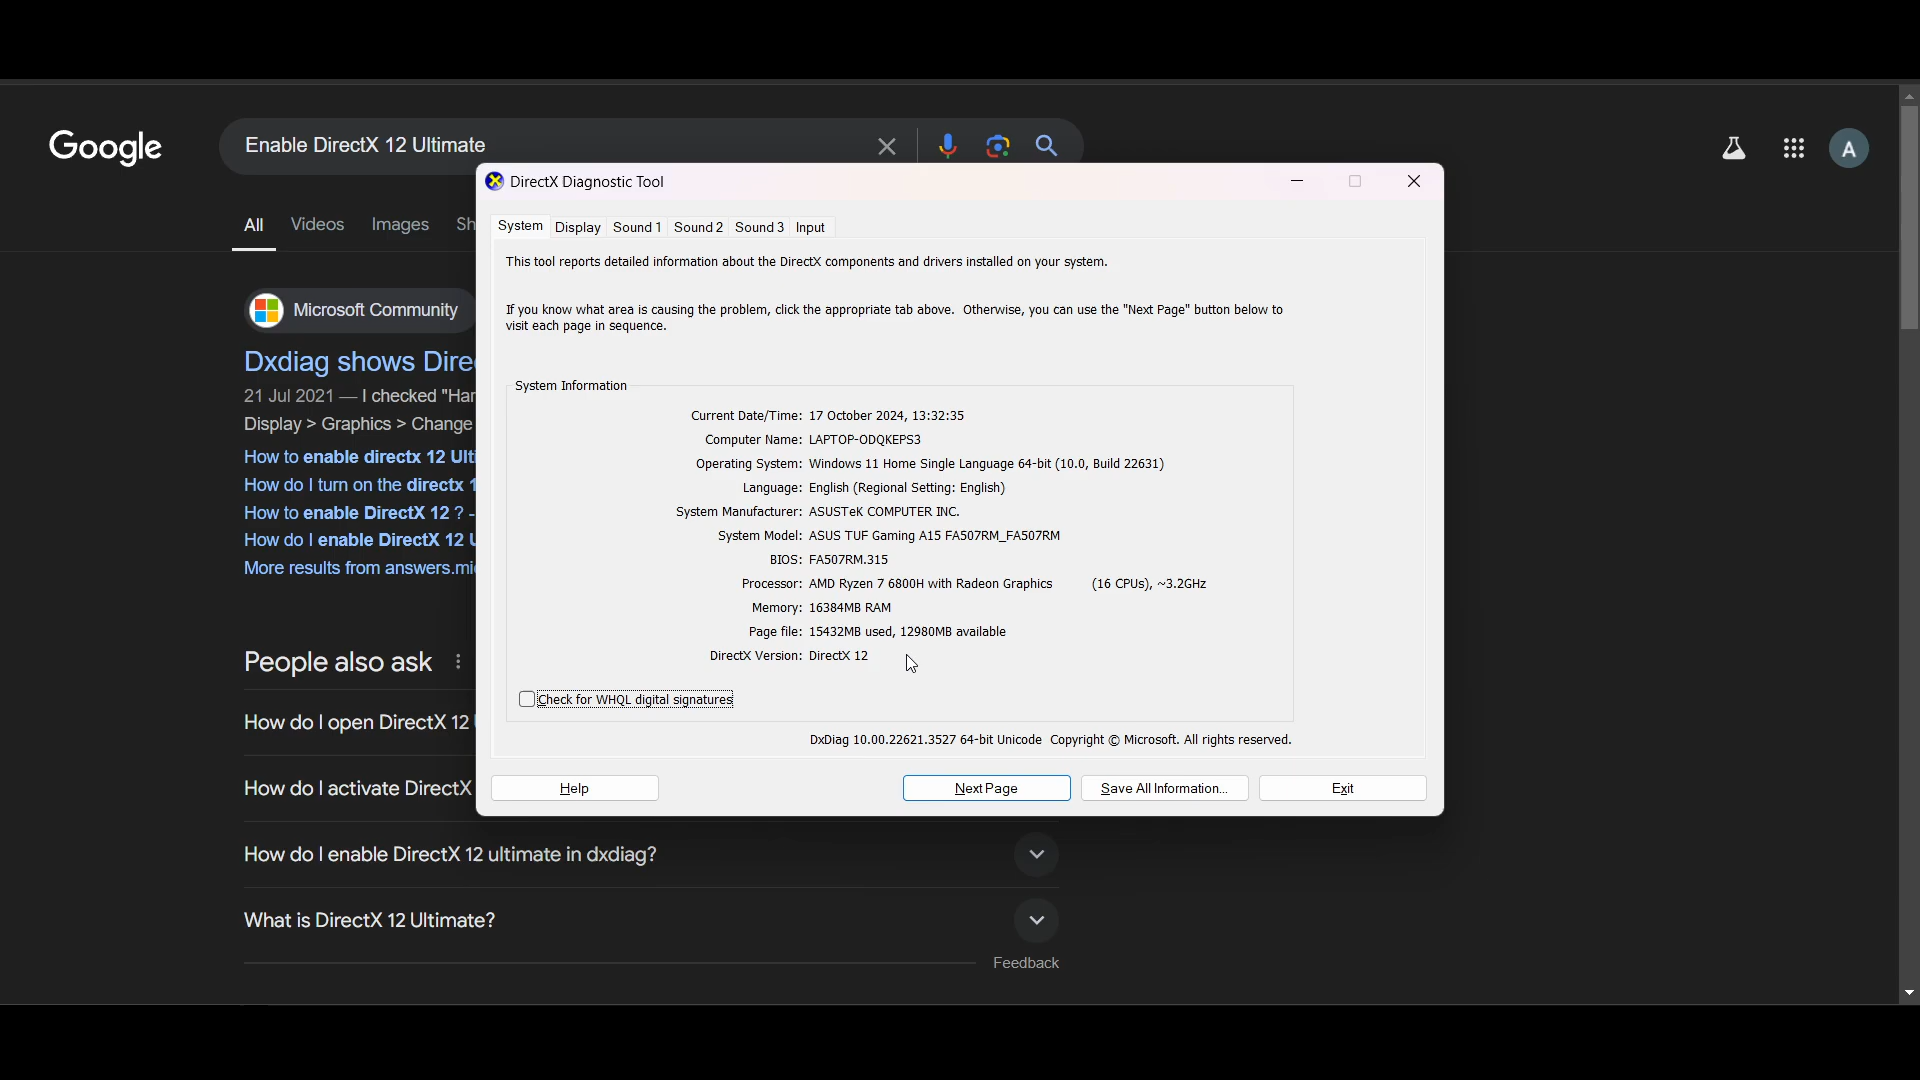 Google
Enable DirectX 12 Ultimate
A
All Videos Images Sh
Microsoft Community
Dxdiag shows Dire
21 Jul 2021 — I checked "Har
Display > Graphics > Change
How to enable directx 12 Ulti
How do I turn on the directx 1
How to enable DirectX 12 ? -
How do I enable DirectX 12 U
More results from answers.mi
People also ask
How do I open DirectX 12 U
How do I activate DirectX
How do I enable DirectX 12 ultimate in dxdiag?
What is DirectX 12 Ultimate?
Feedback
DirectX Diagnostic Tool
System Display Sound 1 Sound 2 Sound 3 Input
This tool reports detailed information about the DirectX components and drivers installed on your system.
If you know what area is causing the problem, click the appropriate tab above. Otherwise, you can use the "Next Page" button below to
visit each page in sequence.
System Information
Current Date/Time: 17 October 2024, 13:32:35
Computer Name: LAPTOP-ODQKEPS3
Operating System: Windows 11 Home Single Language 64-bit (10.0, Build 22631)
Language: English (Regional Setting: English)
System Manufacturer: ASUSTeK COMPUTER INC.
System Model: ASUS TUF Gaming A15 FA507RM_FA507RM
BIOS: FA507RM.315
Processor: AMD Ryzen 7 6800H with Radeon Graphics (16 CPUs), ~3.2GHz
Memory: 16384MB RAM
Page file: 15432MB used, 12980MB available
DirectX Version: DirectX 12
Check for WHQL digital signatures
DxDiag 10.00.22621.3527 64-bit Unicode Copyright © Microsoft. All rights reserved.
Help Next Page Save All Information... Exit